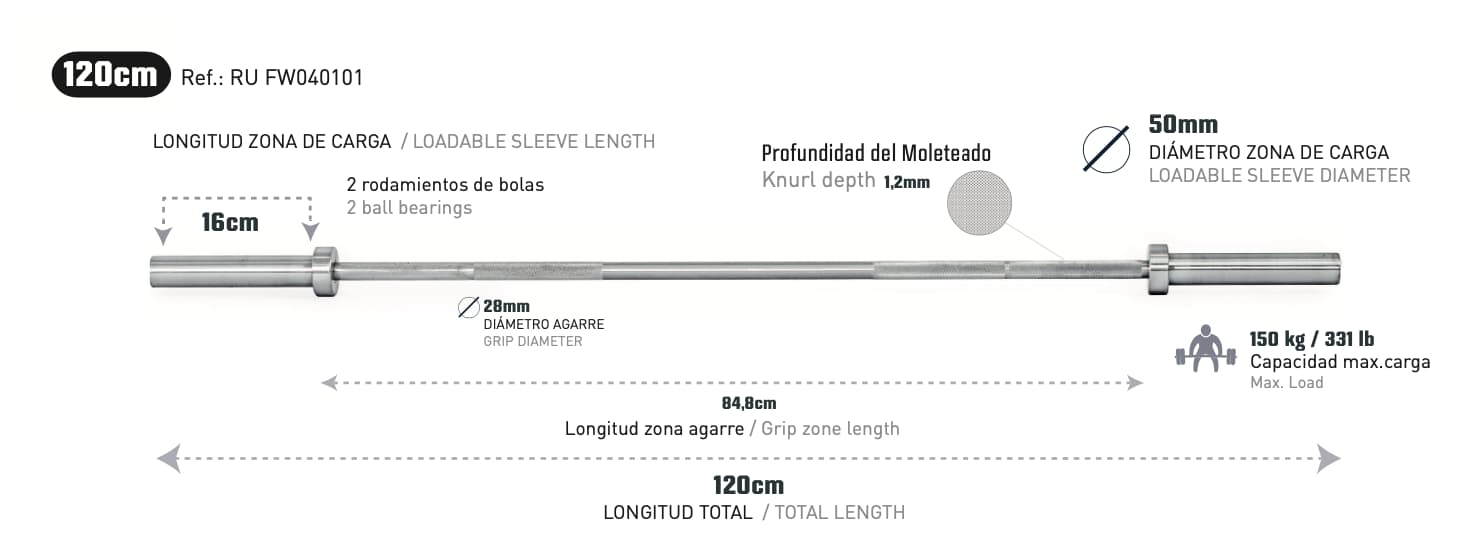 120cm Ref.: RU FW040101
LONGITUD ZONA DE CARGA / LOADABLE SLEEVE LENGTH
2 rodamientos de bolas
2 ball bearings
16cm
Profundidad del Moleteado
Knurl depth 1,2mm
50mm
DIÁMETRO ZONA DE CARGA
LOADABLE SLEEVE DIAMETER
28mm
DIÁMETRO AGARRE
GRIP DIAMETER
150 kg / 331 lb
Capacidad max.carga
Max. Load
84,8cm
Longitud zona agarre / Grip zone length
120cm
LONGITUD TOTAL / TOTAL LENGTH